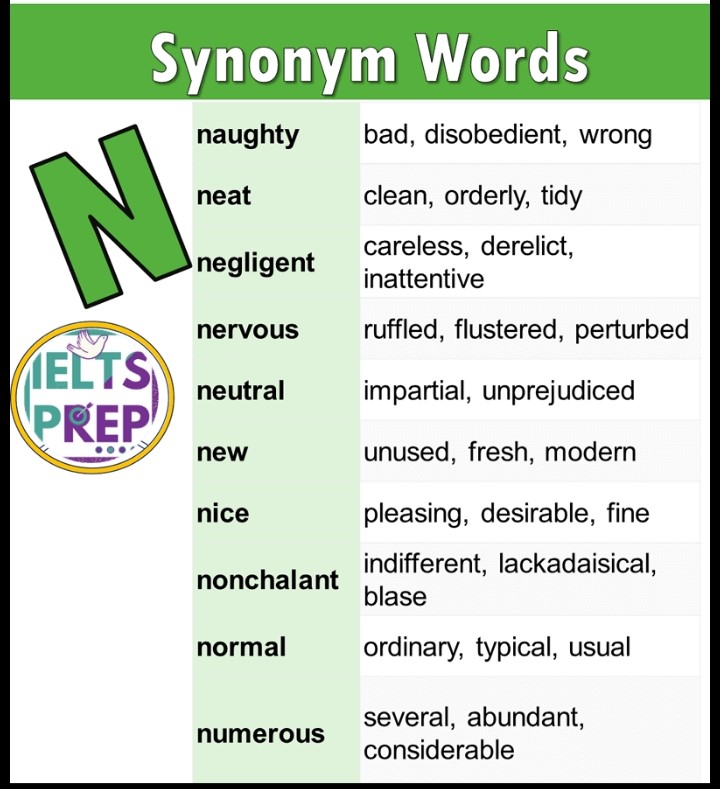 Synonym Words
N
IELTS
PREP
naughty bad, disobedient, wrong
neat clean, orderly, tidy
negligent careless, derelict,
inattentive
nervous ruffled, flustered, perturbed
neutral impartial, unprejudiced
new unused, fresh, modern
nice pleasing, desirable, fine
nonchalant indifferent, lackadaisical,
blase
normal ordinary, typical, usual
numerous several, abundant,
considerable